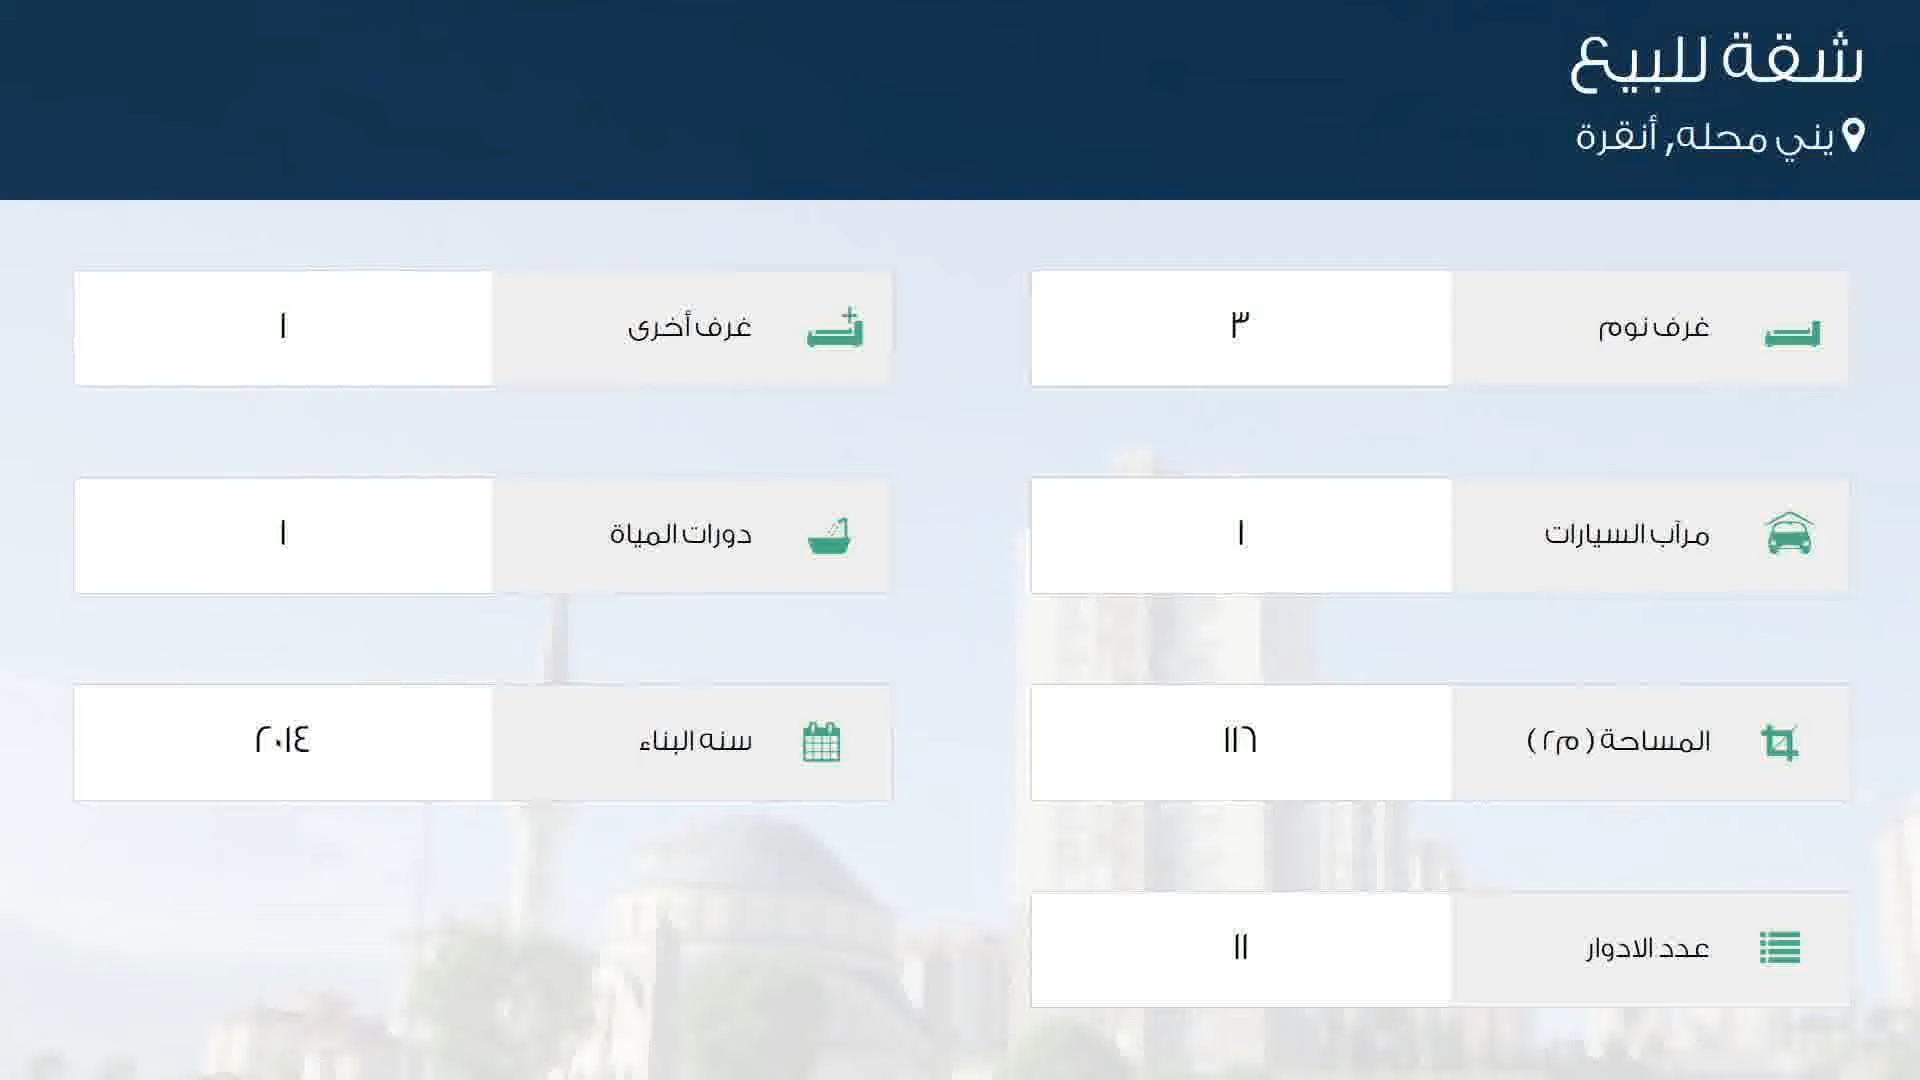 شقة للبيع
يني محله, أنقرة
غرف نوم ٣
غرف أخرى ١
مرآب السيارات ١
دورات المياة ١
المساحة ( م٢ ) ١١٦
سنه البناء ٢٠١٤
عدد الادوار ١١